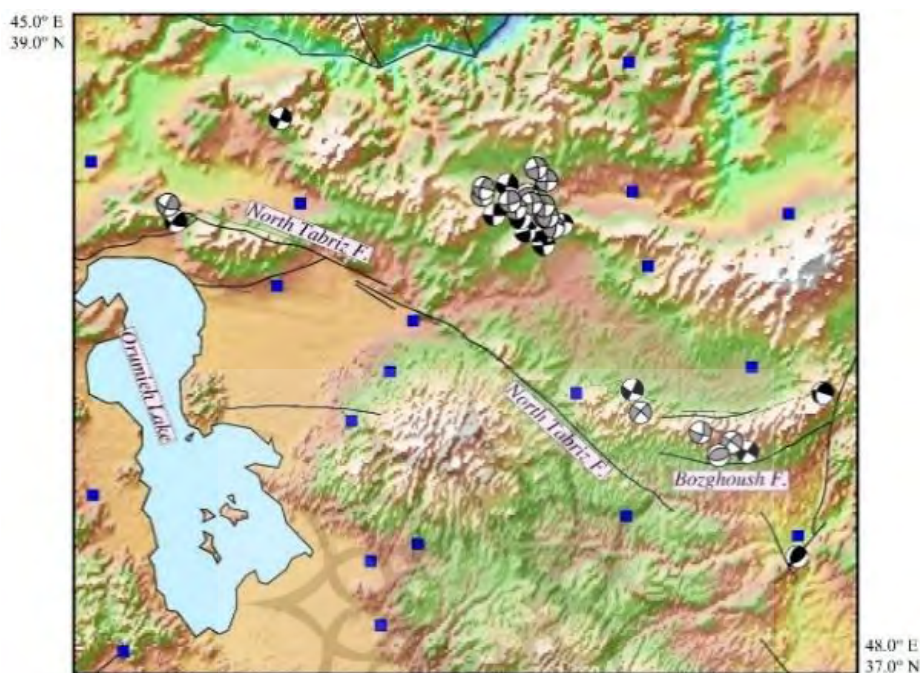 45.0° E
39.0° N
North Tabriz F.
Orumieh Lake
North Tabriz F.
Bozghoush F.
48.0° E
37.0° N